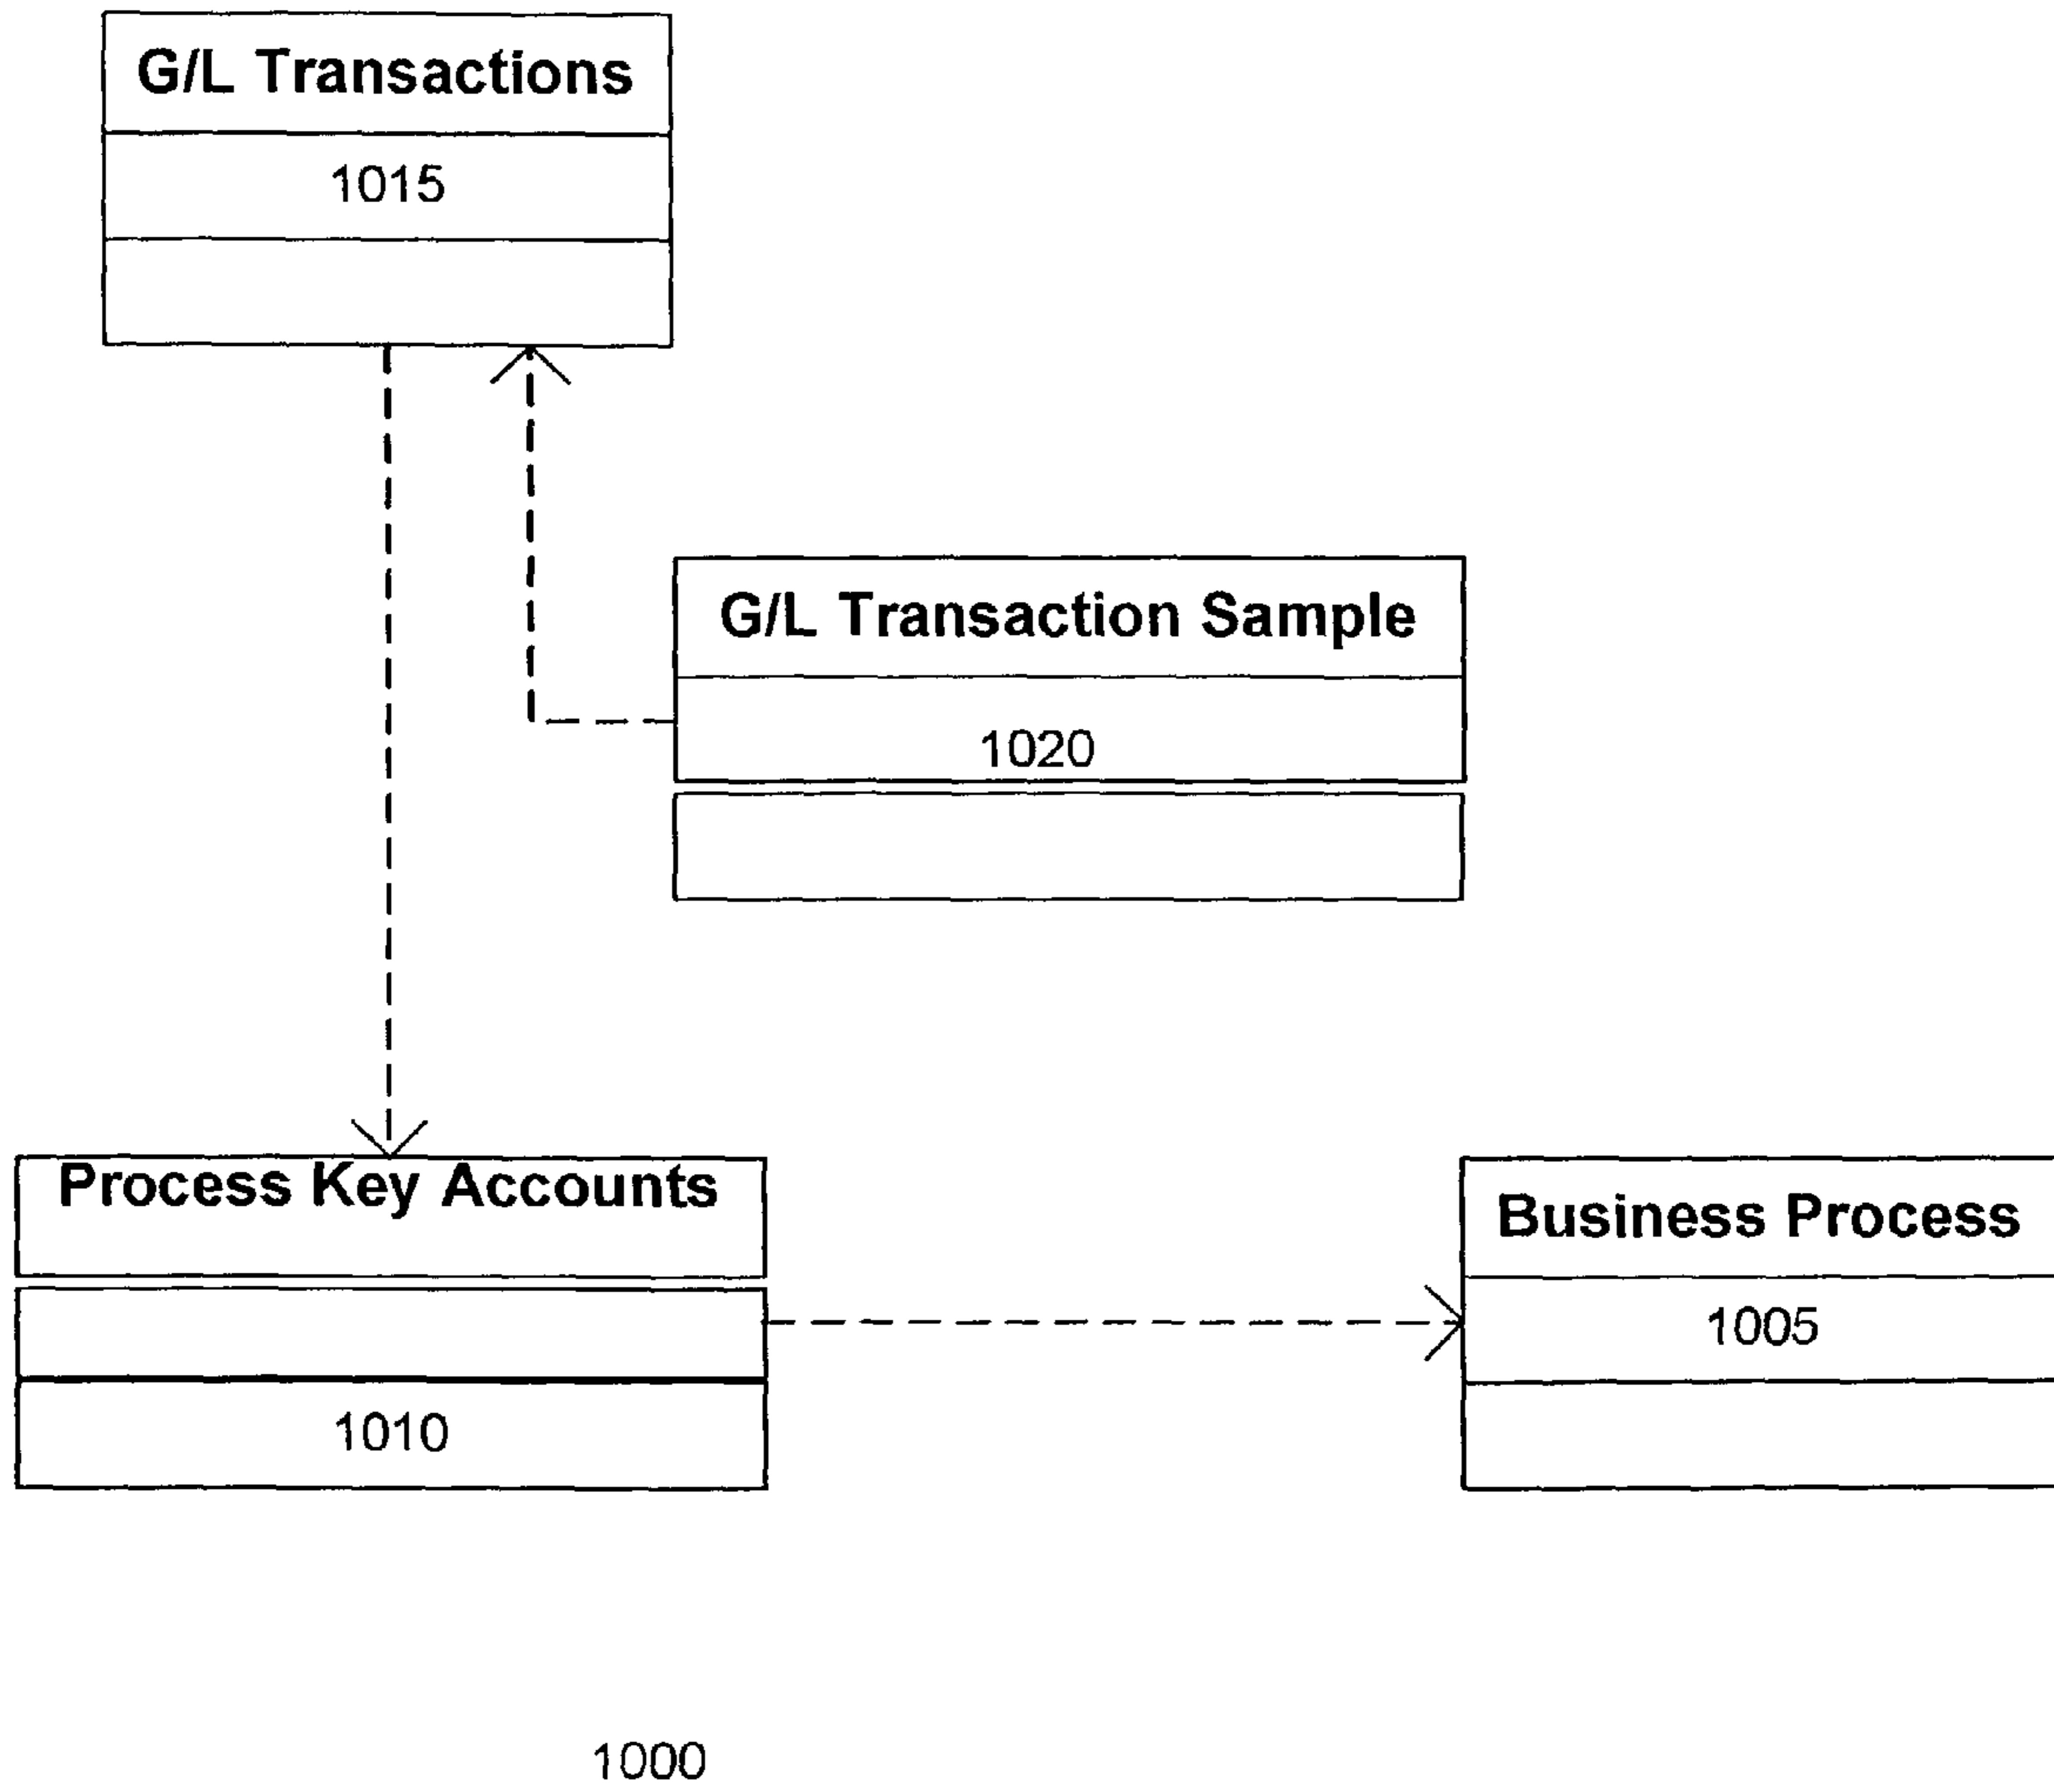 G/L Transactions
1015
G/L Transaction Sample
1020
Process Key Accounts
1010
Business Process
1005
1000